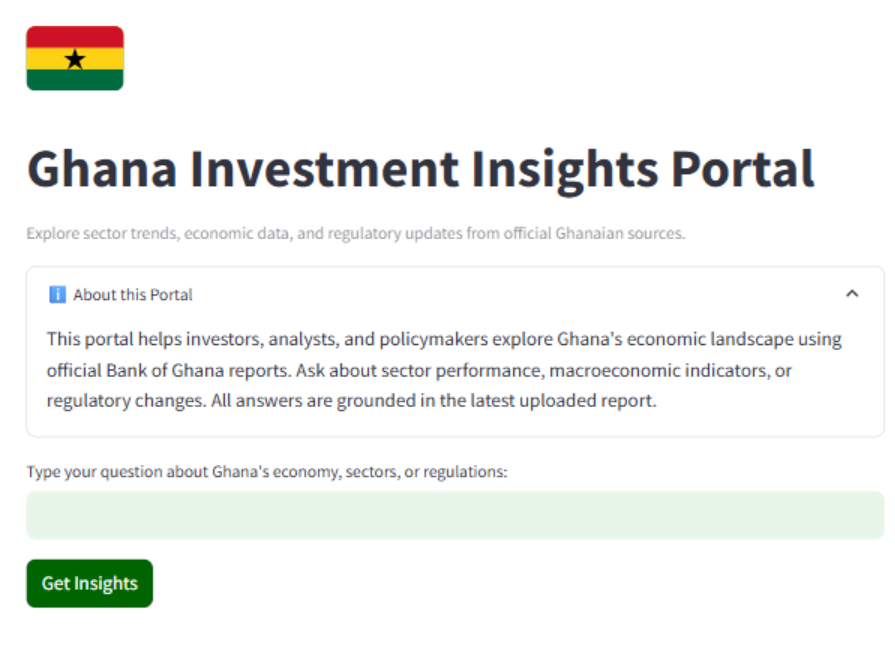 Ghana Investment Insights Portal
Explore sector trends, economic data, and regulatory updates from official Ghanaian sources.
About this Portal
This portal helps investors, analysts, and policymakers explore Ghana's economic landscape using
official Bank of Ghana reports. Ask about sector performance, macroeconomic indicators, or
regulatory changes. All answers are grounded in the latest uploaded report.
Type your question about Ghana's economy, sectors, or regulations:
Get Insights